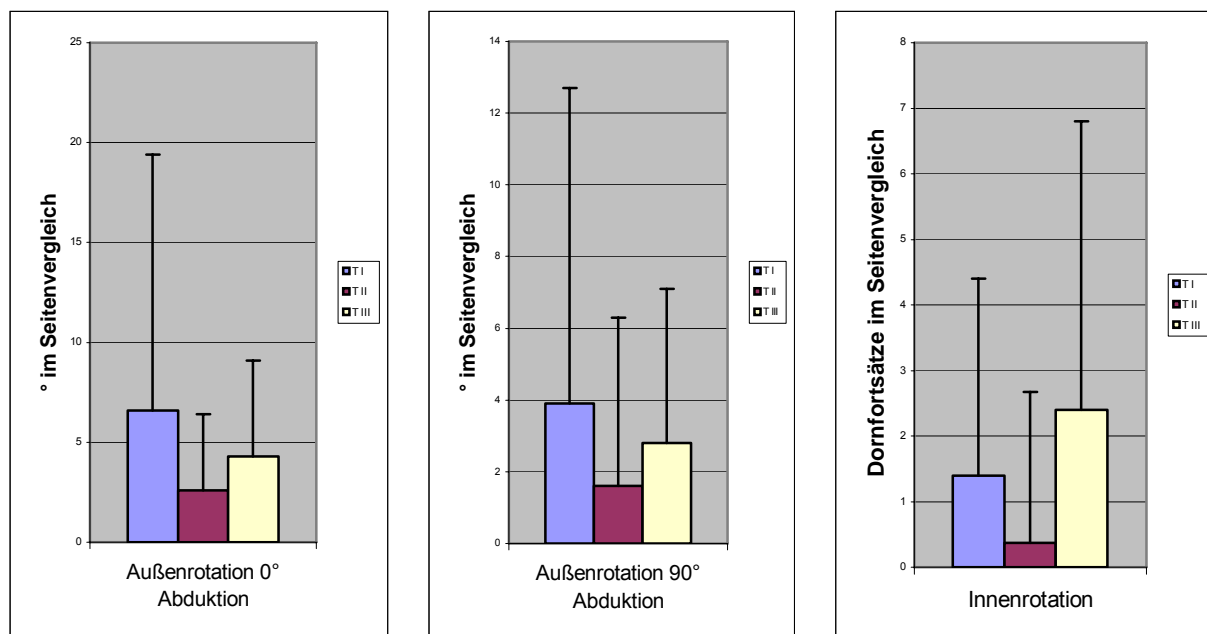 25
20
15
10
5
0
° im Seitenvergleich
Außenrotation 0°
Abduktion
T I
T II
T III
14
12
10
8
6
4
2
0
° im Seitenvergleich
Außenrotation 90°
Abduktion
T I
T II
T III
8
7
6
5
4
3
2
1
0
Dornfortsätze im Seitenvergleich
Innenrotation
T I
T II
T III